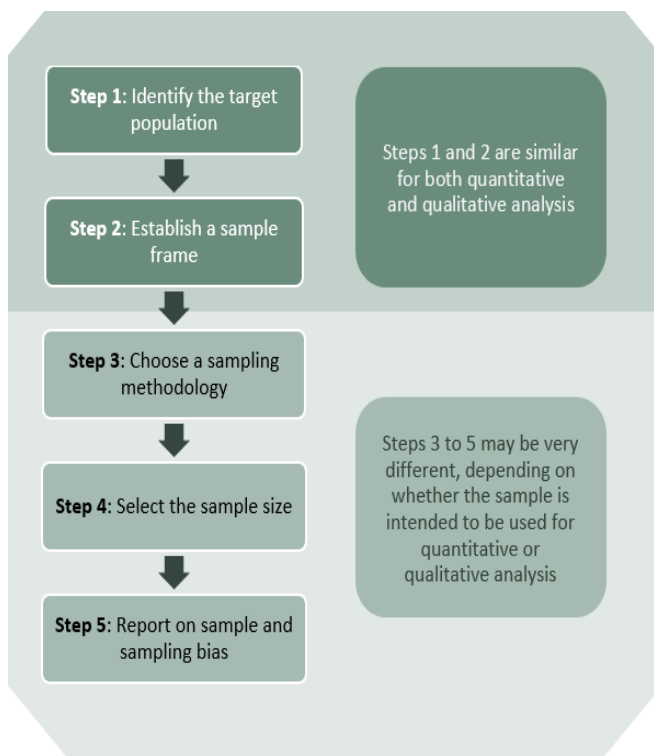 Step 1: Identify the target
population
Steps 1 and 2 are similar
for both quantitative
and qualitative analysis
Step 2: Establish a sample
frame
Step 3: Choose a sampling
methodology
Step 4: Select the sample size
Steps 3 to 5 may be very
different, depending on
whether the sample is
intended to be used for
quantitative or
qualitative analysis
Step 5: Report on sample and
sampling bias